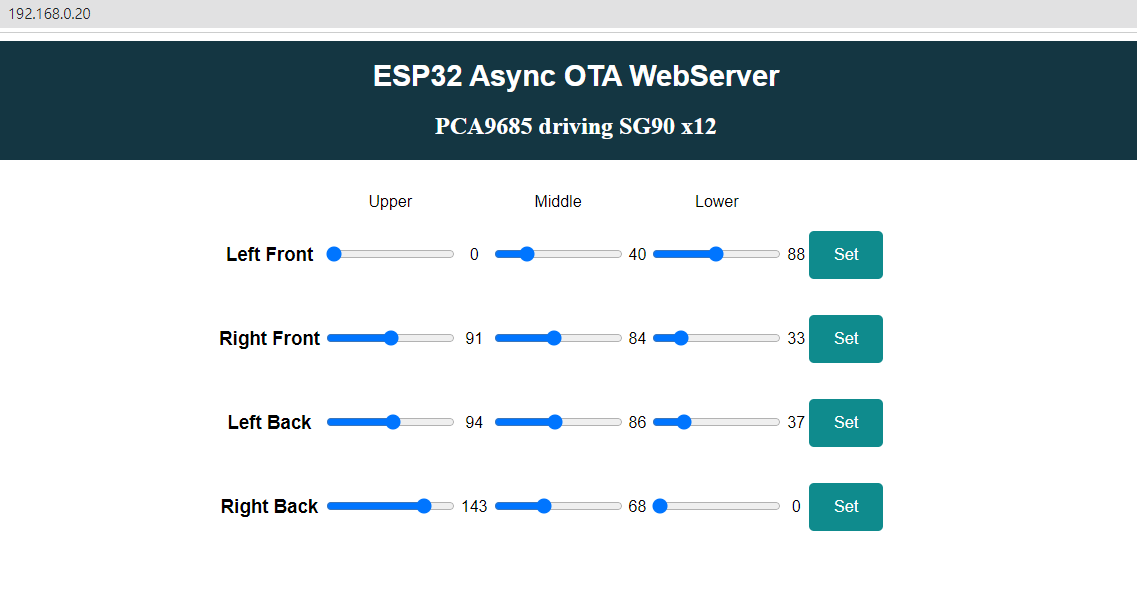 192.168.0.20
ESP32 Async OTA WebServer
PCA9685 driving SG90 x12
Upper Middle Lower
Left Front 0 40 88 Set
Right Front 91 84 33 Set
Left Back 94 86 37 Set
Right Back 143 68 0 Set